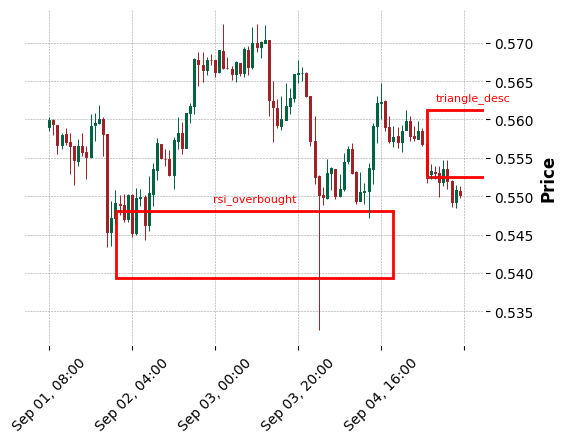 0.570
0.565
triangle_desc
0.560
0.555
0.550
rsi_overbought
0.545
0.540
0.535
Price
Sep 01, 08:00
Sep 02, 04:00
Sep 03, 00:00
Sep 03, 20:00
Sep 04, 16:00